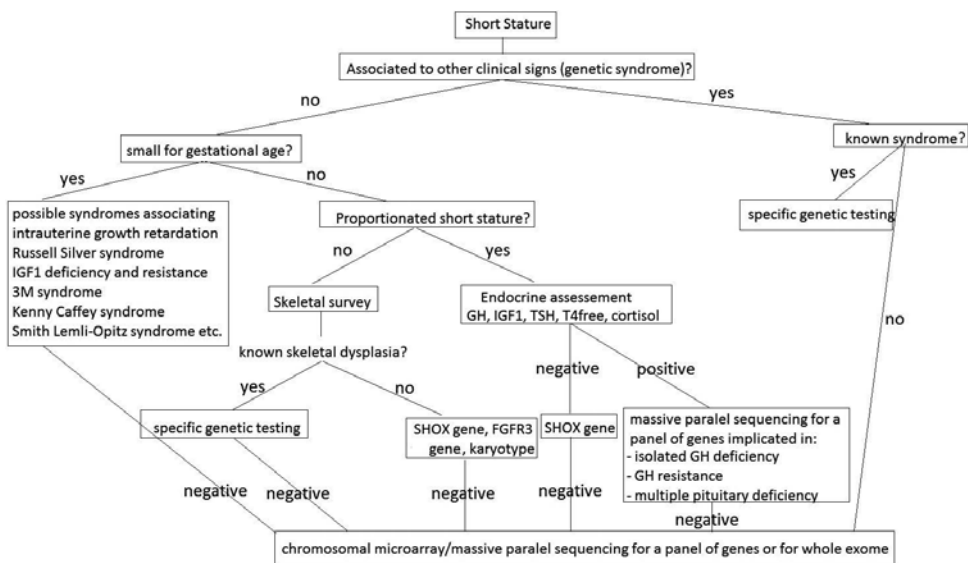 Short Stature
Associated to other clinical signs (genetic syndrome)?
no
yes
small for gestational age?
known syndrome?
yes
no
yes
possible syndromes associating
intrauterine growth retardation
Russell Silver syndrome
IGF1 deficiency and resistance
3M syndrome
Kenny Caffey syndrome
Smith Lemli-Opitz syndrome etc.
Proportionated short stature?
specific genetic testing
no
yes
Skeletal survey
Endocrine assessement
GH, IGF1, TSH, T4free, cortisol
no
known skeletal dysplasia?
negative
positive
yes
no
specific genetic testing
SHOX gene, FGFR3
gene, karyotype
SHOX gene
massive paralel sequencing for a
panel of genes implicated in:
- isolated GH deficiency
- GH resistance
- multiple pituitary deficiency
negative
negative
negative
negative
negative
chromosomal microarray/massive paralel sequencing for a panel of genes or for whole exome